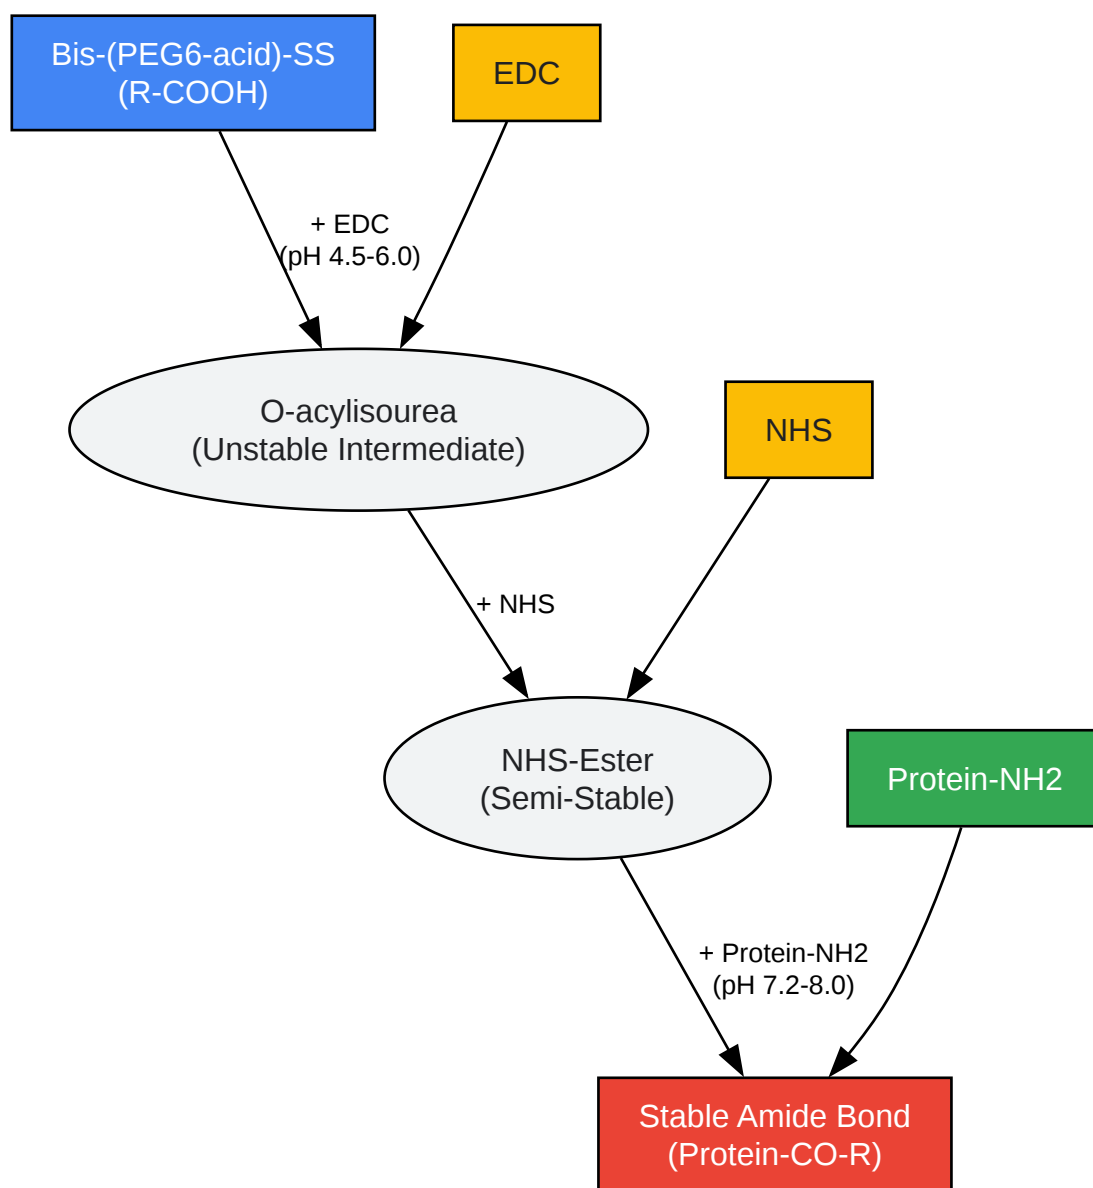 Bis-(PEG6-acid)-SS
(R-COOH)
EDC
+ EDC
(pH 4.5-6.0)
O-acylisourea
(Unstable Intermediate)
NHS
+ NHS
NHS-Ester
(Semi-Stable)
Protein-NH2
+ Protein-NH2
(pH 7.2-8.0)
Stable Amide Bond
(Protein-CO-R)